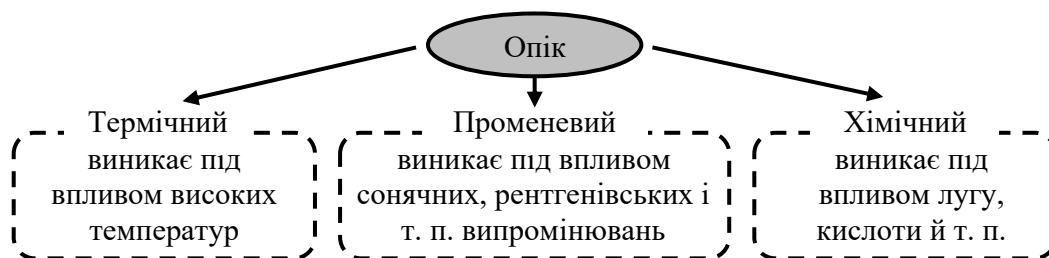 Опік
Термічний
виникає під
впливом високих
температур
Променевий
виникає під впливом
сонячних, рентгенівських і
т. п. випромінювань
Хімічний
виникає під
впливом лугу,
кислоти й т. п.